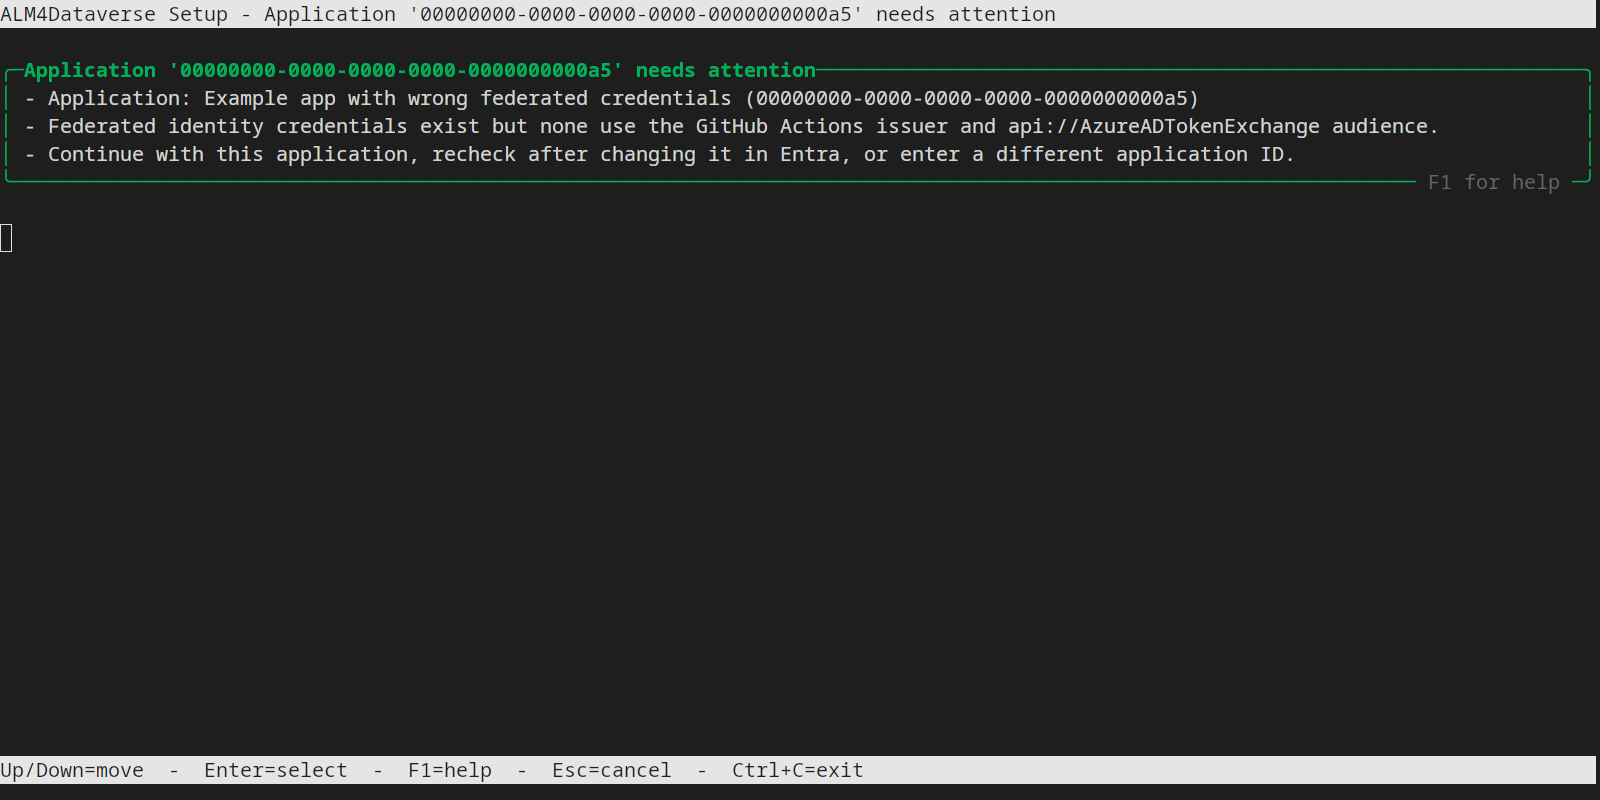 ALM4Dataverse Setup - Application '00000000-0000-0000-0000-0000000000a5' needs attention
Application '00000000-0000-0000-0000-0000000000a5' needs attention
- Application: Example app with wrong federated credentials (00000000-0000-0000-0000-0000000000a5)
- Federated identity credentials exist but none use the GitHub Actions issuer and api://AzureADTokenExchange audience.
- Continue with this application, recheck after changing it in Entra, or enter a different application ID.
F1 for help
Up/Down=move  -  Enter=select  -  F1=help  -  Esc=cancel  -  Ctrl+C=exit